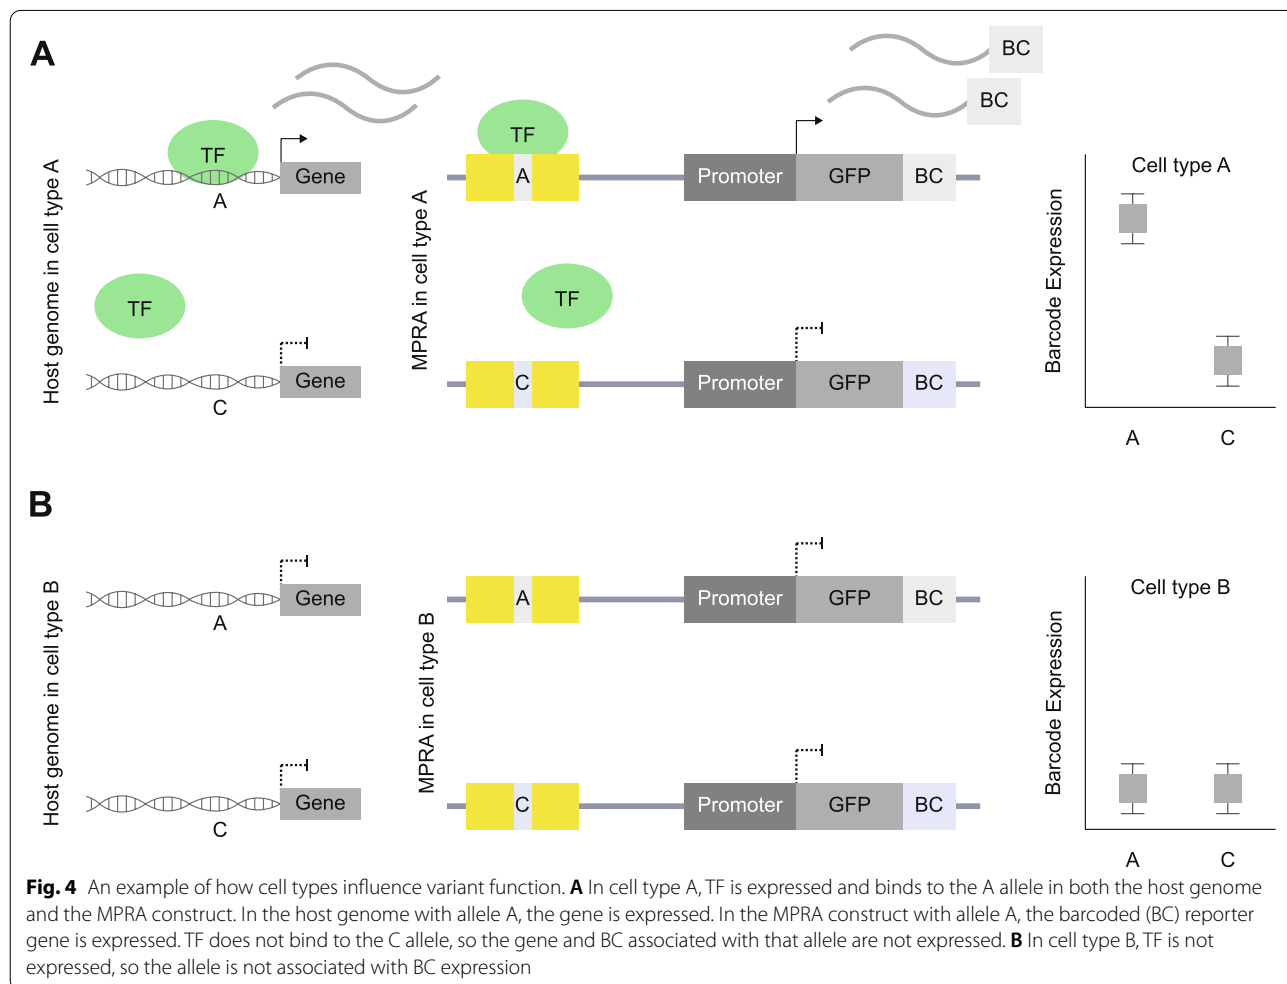 A
Host genome in cell type A
TF
Gene
A
TF
Gene
C
MPRA in cell type A
BC
BC
TF
A
Promoter
GFP
BC
TF
C
Promoter
GFP
BC
Barcode Expression
Cell type A
A
C
B
Host genome in cell type B
Gene
A
Gene
C
MPRA in cell type B
A
Promoter
GFP
BC
C
Promoter
GFP
BC
Barcode Expression
Cell type B
A
C
Fig. 4 An example of how cell types influence variant function. A In cell type A, TF is expressed and binds to the A allele in both the host genome
and the MPRA construct. In the host genome with allele A, the gene is expressed. In the MPRA construct with allele A, the barcoded (BC) reporter
gene is expressed. TF does not bind to the C allele, so the gene and BC associated with that allele are not expressed. B In cell type B, TF is not
expressed, so the allele is not associated with BC expression